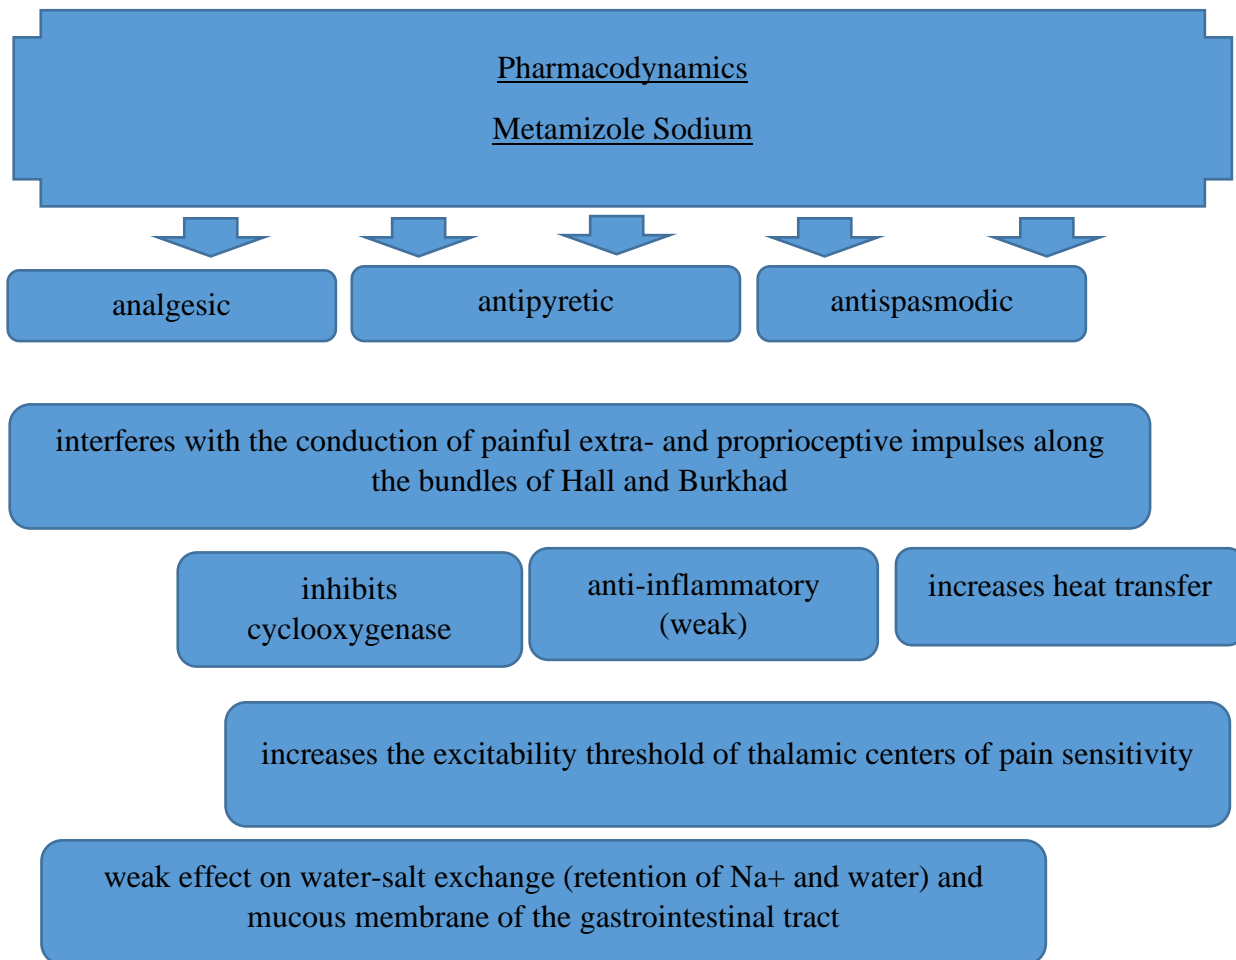 Pharmacodynamics
Metamizole Sodium
analgesic
antipyretic
antispasmodic
interferes with the conduction of painful extra- and proprioceptive impulses along
the bundles of Hall and Burkhad
inhibits
cyclooxygenase
anti-inflammatory
(weak)
increases heat transfer
increases the excitability threshold of thalamic centers of pain sensitivity
weak effect on water-salt exchange (retention of Na+ and water) and
mucous membrane of the gastrointestinal tract